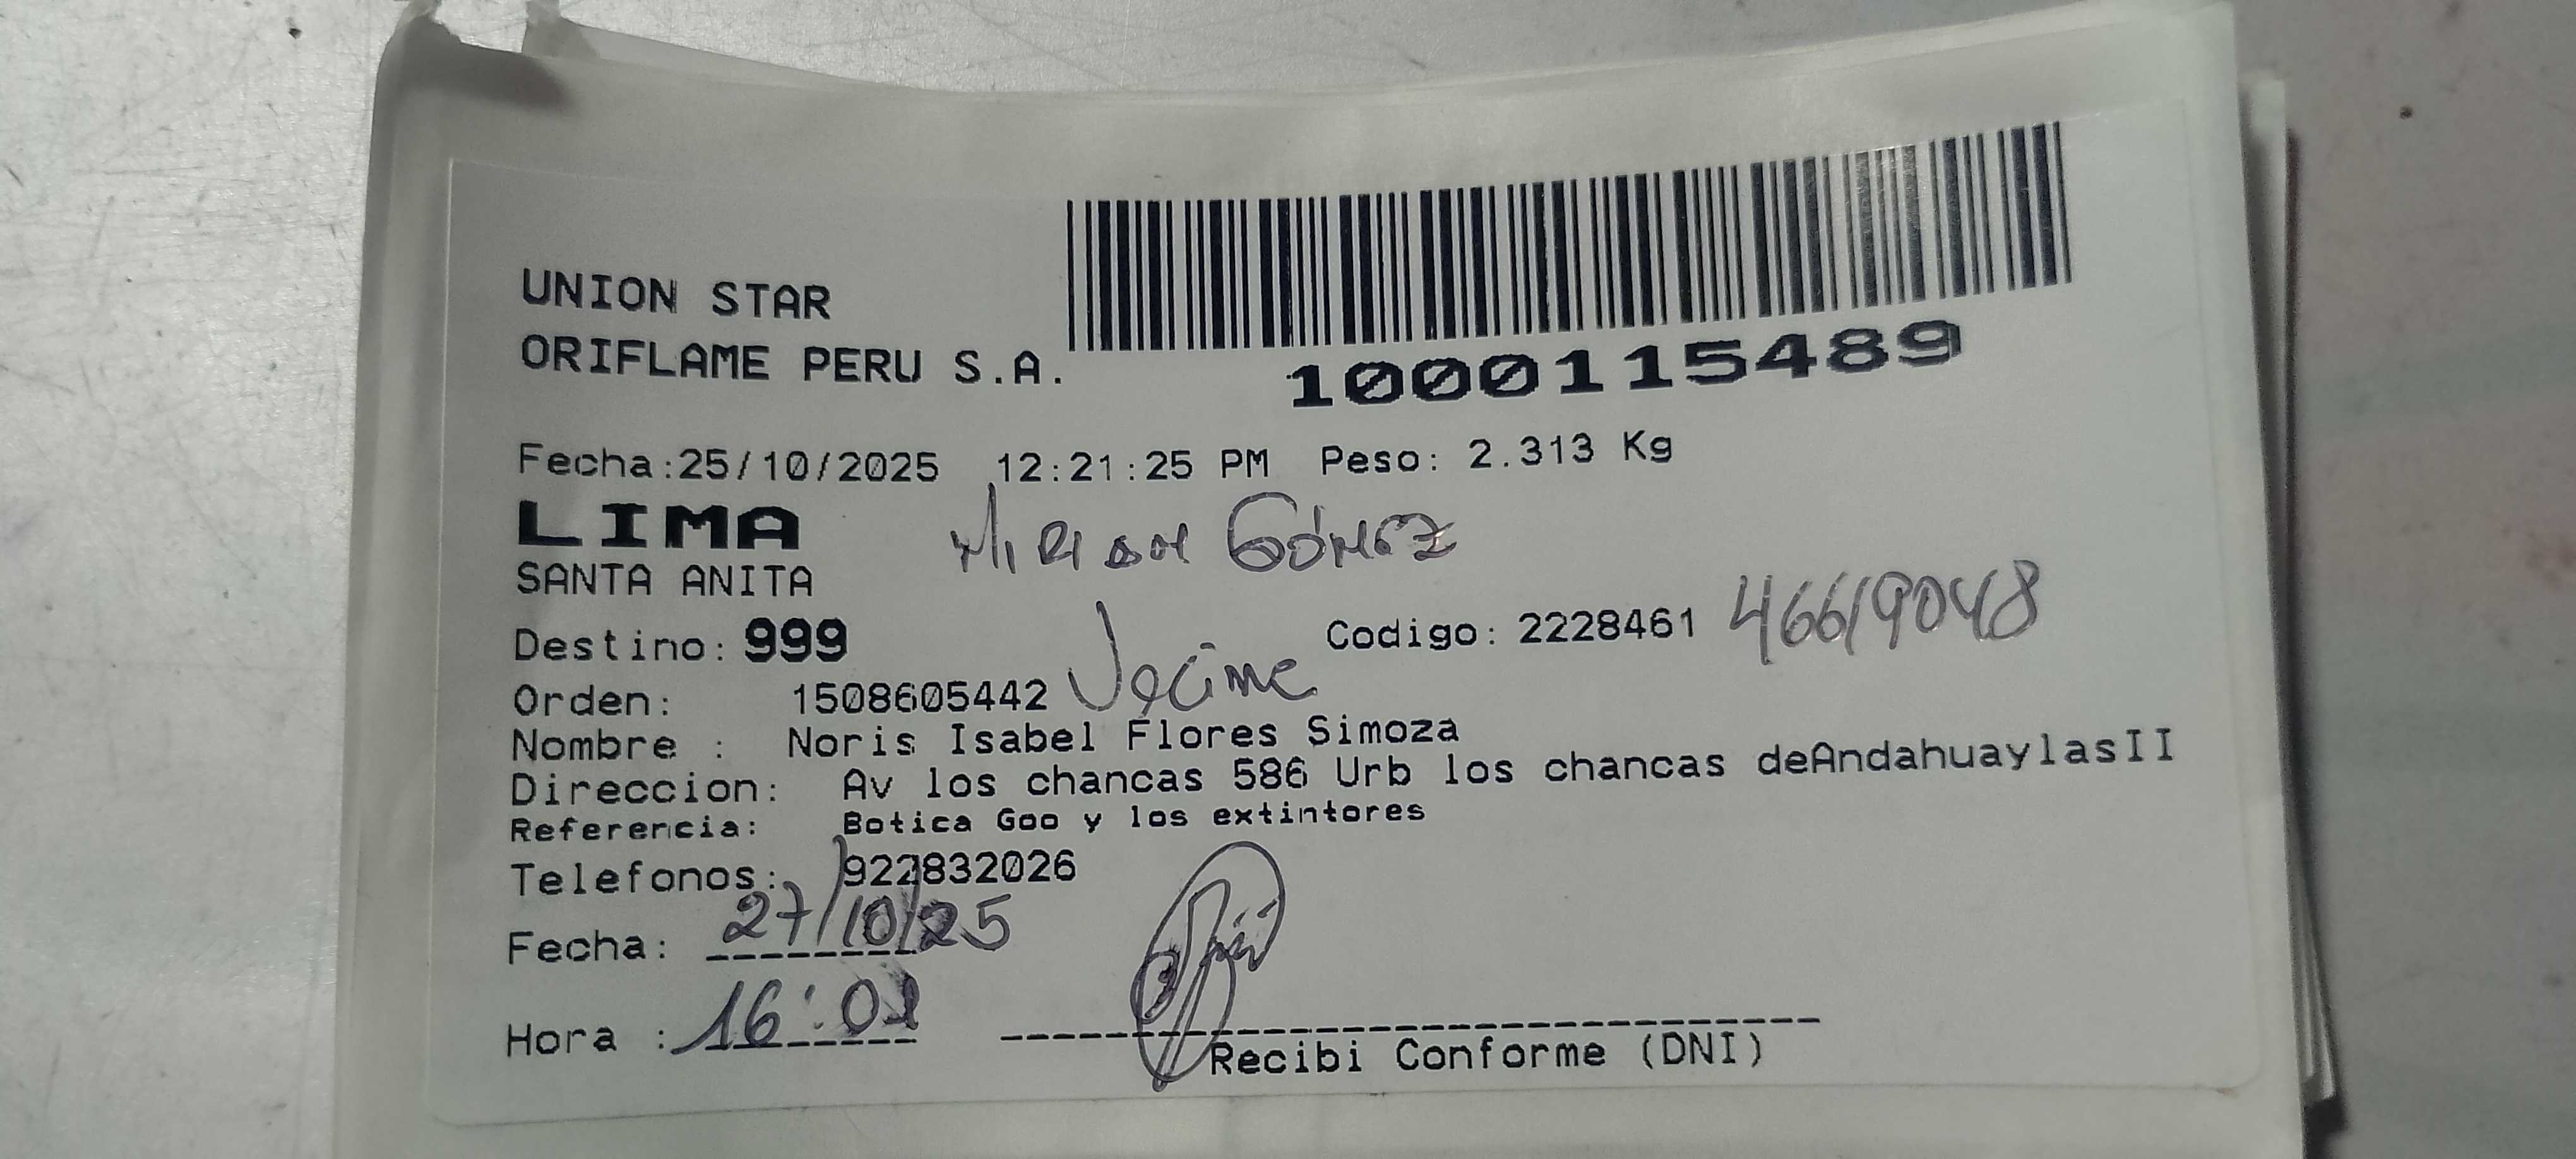 UNION STAR
ORIFLAME PERU S.A.
1000115489
Fecha:25/10/2025 12:21:25 PM Peso: 2.313 Kg
LIMA
Miriam Gómez
SANTA ANITA
Destino: 999
Codigo: 2228461 46619048
Orden: 1508605442
Nombre : Noris Isabel Flores Simoza
Direccion: Av los chancas 586 Urb los chancas deAndahuaylasII
Referencia: Botica Goo y los extintores
Telefonos: 922832026
Fecha: 27/10/25
Hora : 16:01
Recibi Conforme (DNI)